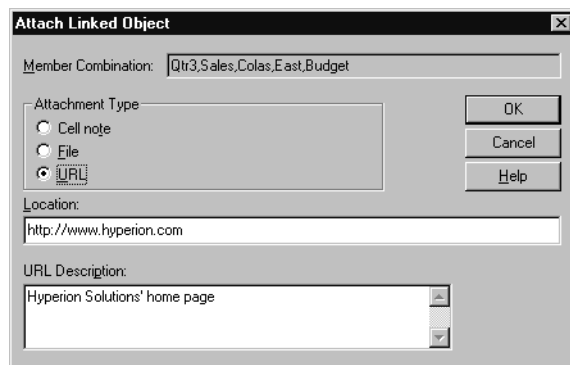 Attach Linked Object
Member Combination: Qtr3,Sales,Colas,East,Budget
Attachment Type
Cell note
File
URL
OK
Cancel
Help
Location:
http://www.hyperion.com
URL Description:
Hyperion Solutions' home page